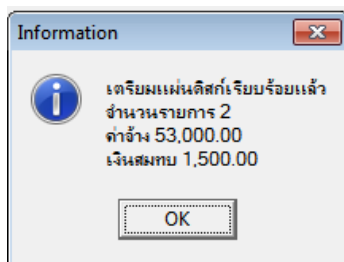 Information
เตรียมแผ่นดิสก์เรียบร้อยแล้ว
จำนวนรายการ 2
ค่าจ้าง 53,000.00
เงินสมทบ 1,500.00
OK